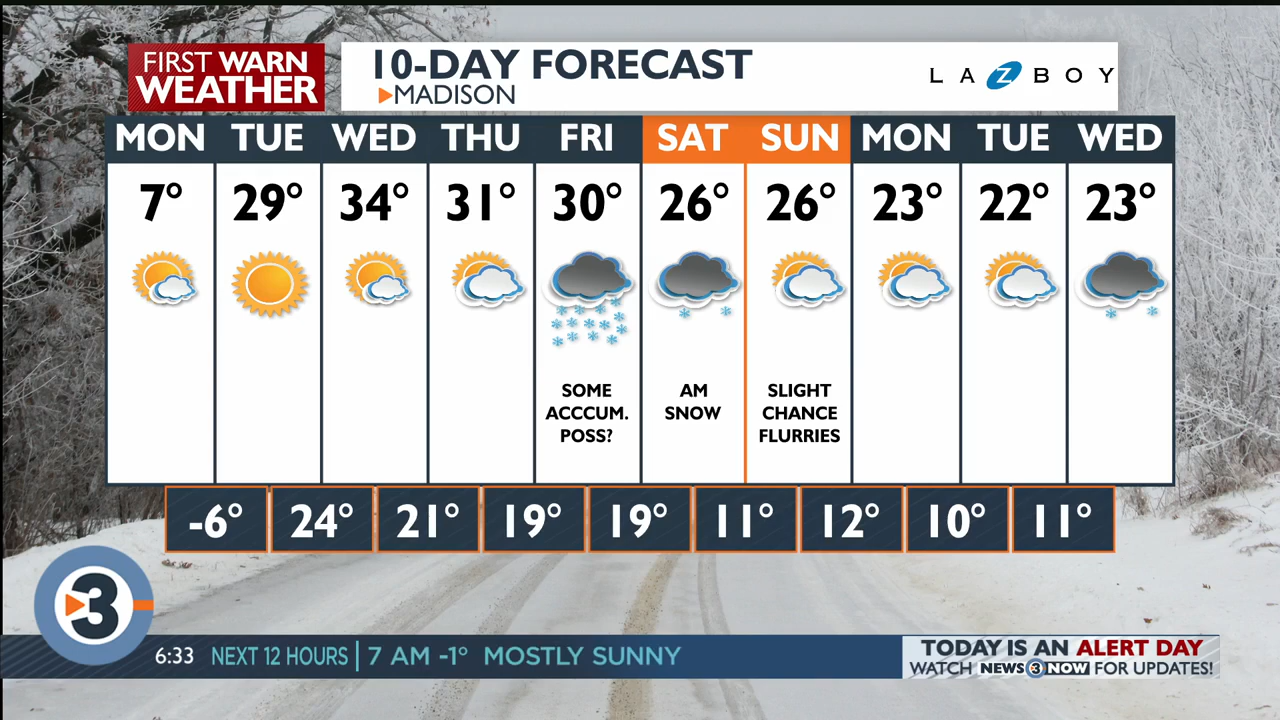 FIRST WARN
WEATHER
10-DAY FORECAST
MADISON
LA Z BOY
MON TUE WED THU FRI SAT SUN MON TUE WED
7° 29° 34° 31° 30° 26° 26° 23° 22° 23°
SOME
ACCCUM.
POSS?
AM
SNOW
SLIGHT
CHANCE
FLURRIES
-6° 24° 21° 19° 19° 11° 12° 10° 11°
3
6:33 NEXT 12 HOURS | 7 AM -1° MOSTLY SUNNY
TODAY IS AN ALERT DAY
WATCH NEWS 3 NOW FOR UPDATES!